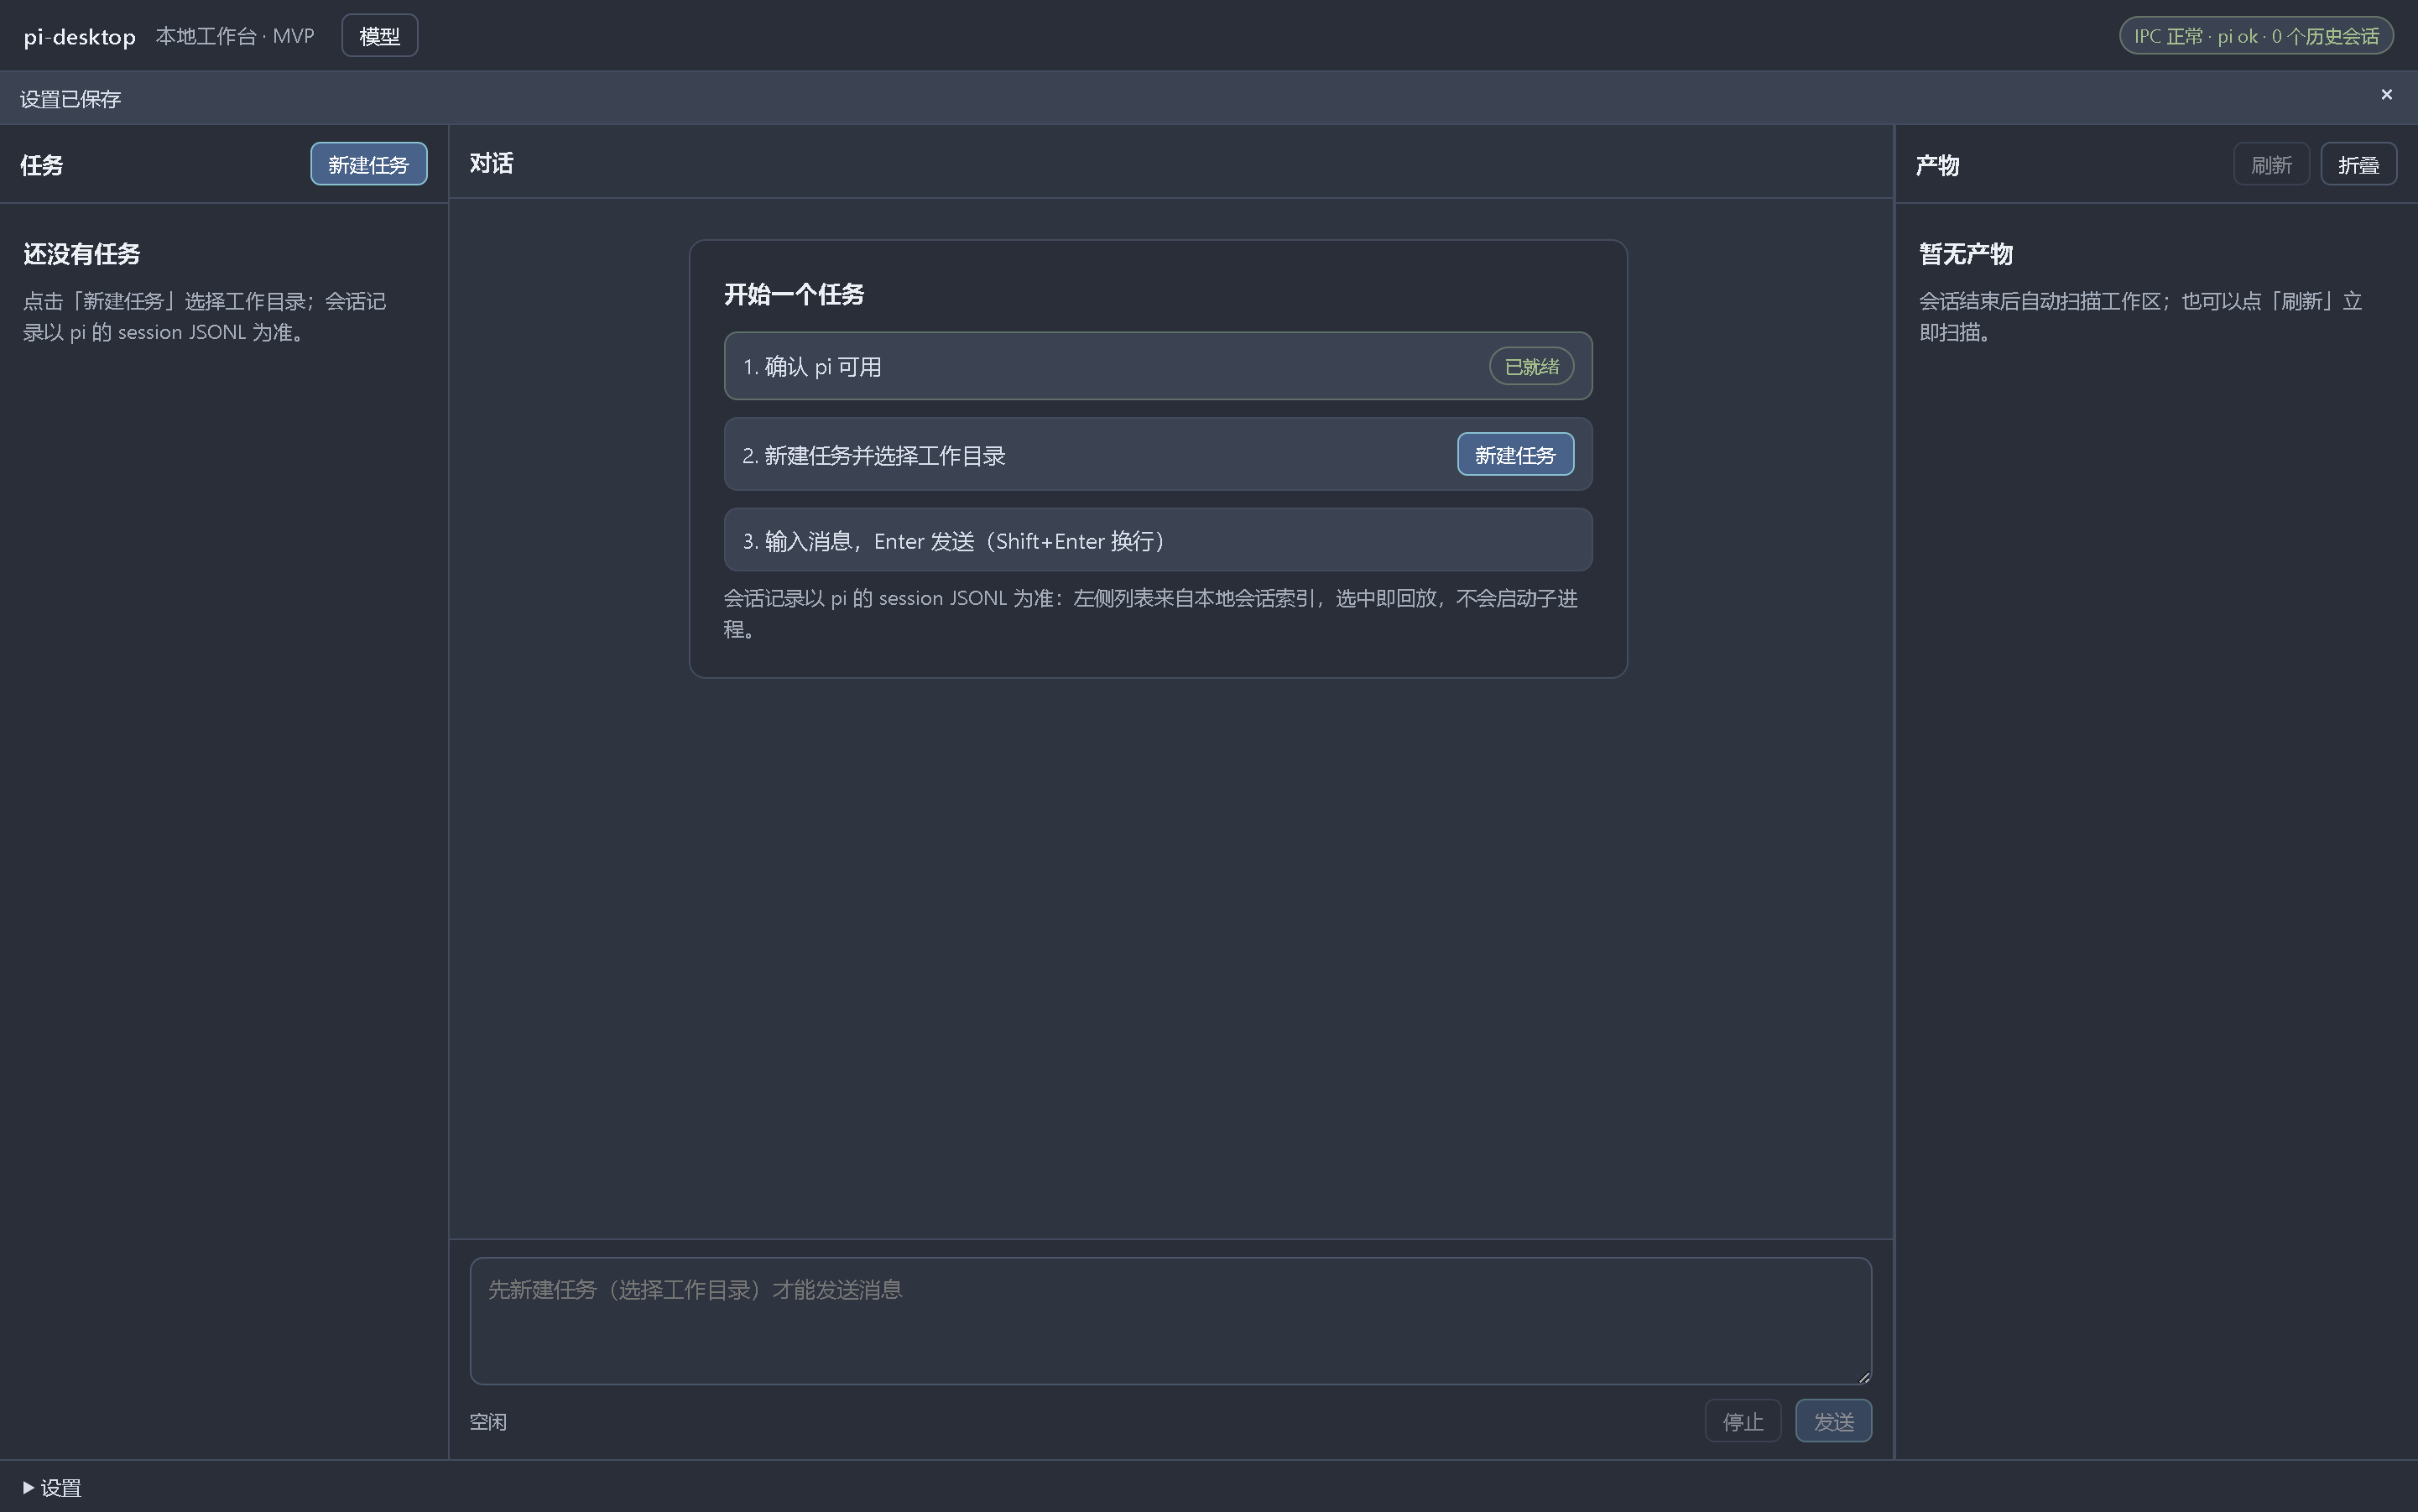 pi-desktop 本地工作台 · MVP 模型 IPC 正常 · pi ok · 0 个历史会话
设置已保存 ×
任务 新建任务
还没有任务
点击「新建任务」选择工作目录；会话记
录以 pi 的 session JSONL 为准。
对话
开始一个任务
1. 确认 pi 可用 已就绪
2. 新建任务并选择工作目录 新建任务
3. 输入消息，Enter 发送（Shift+Enter 换行）
会话记录以 pi 的 session JSONL 为准：左侧列表来自本地会话索引，选中即回放，不会启动子进
程。
先新建任务（选择工作目录）才能发送消息
空闲 停止 发送
产物 刷新 折叠
暂无产物
会话结束后自动扫描工作区；也可以点「刷新」立
即扫描。
设置